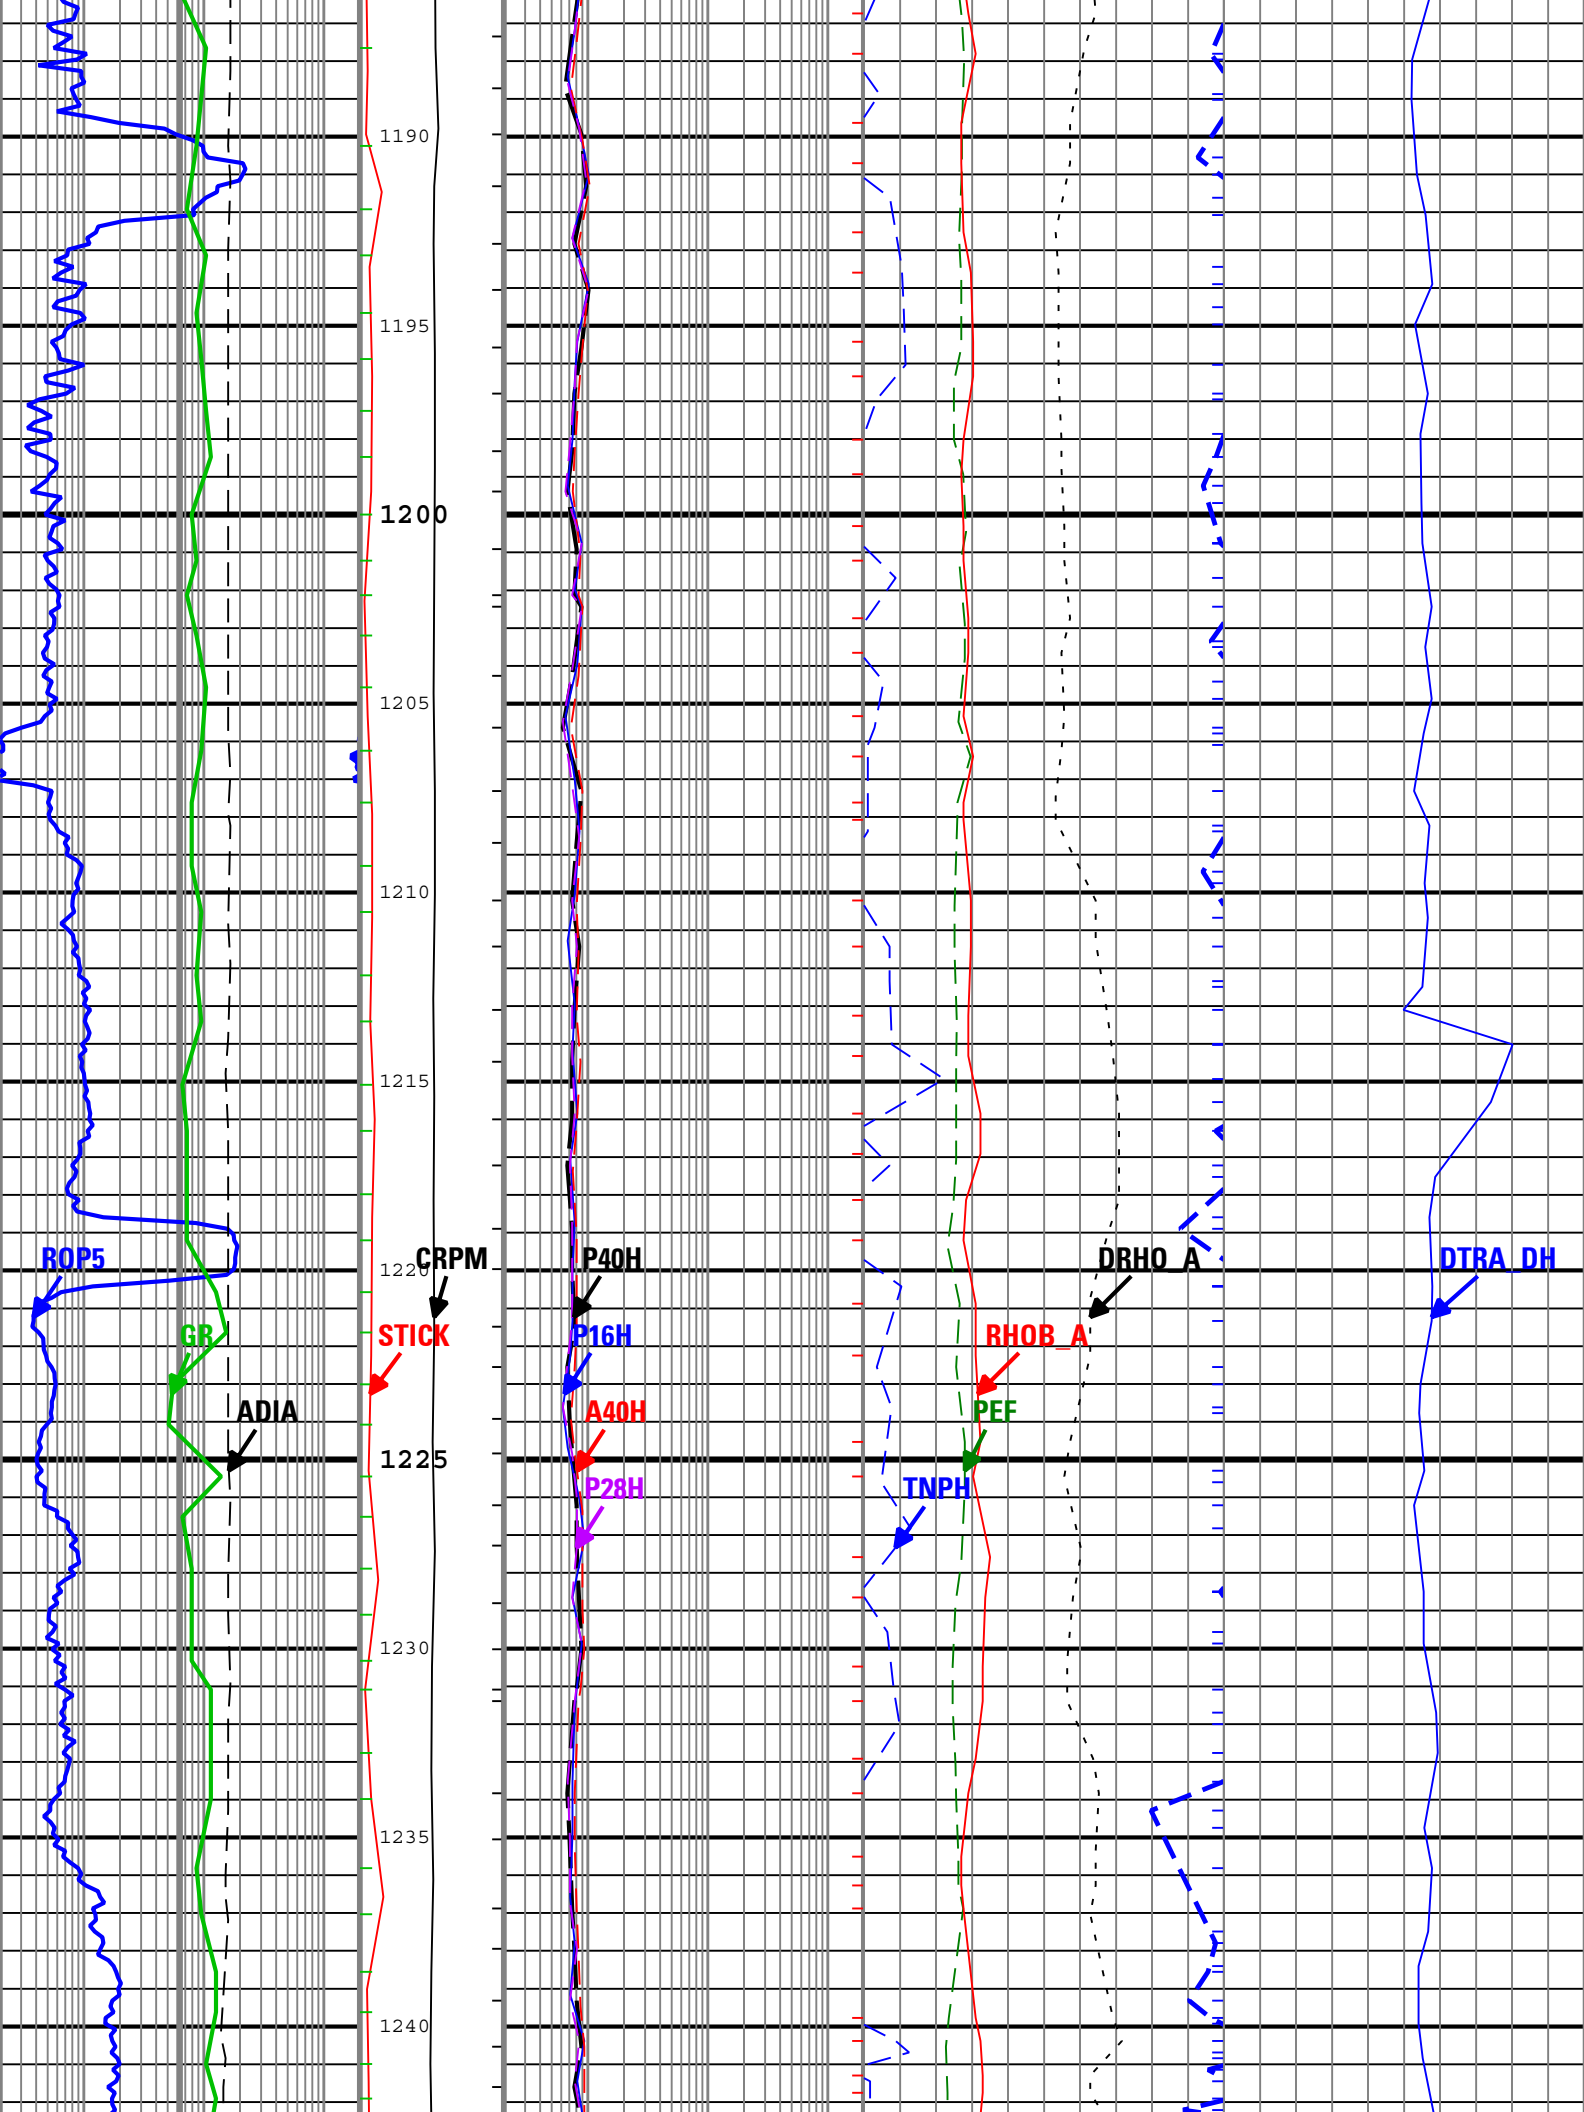 1190
1195
1200
1205
1210
1215
ROP5
CRPM
P40H
DRHO_A
DTRA_DH
1220
GR
STICK
P16H
RHOB_A
ADIA
A40H
PEF
1225
P28H
TNPH
1230
1235
1240